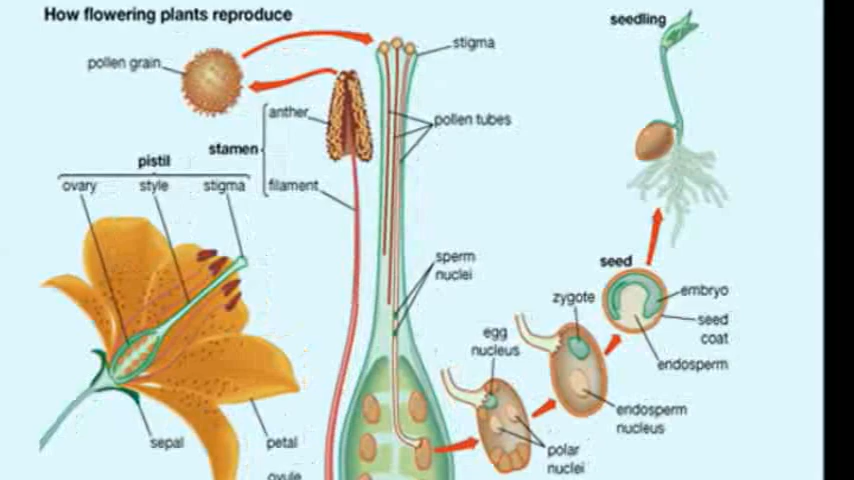 How flowering plants reproduce
seedling
pollen grain
stigma
anther
pollen tubes
stamen
pistil
ovary style stigma
filament
sperm
nuclei
seed
zygote
embryo
seed
coat
egg
nucleus
endosperm
endosperm
nucleus
sepal
petal
polar
nuclei
ovule